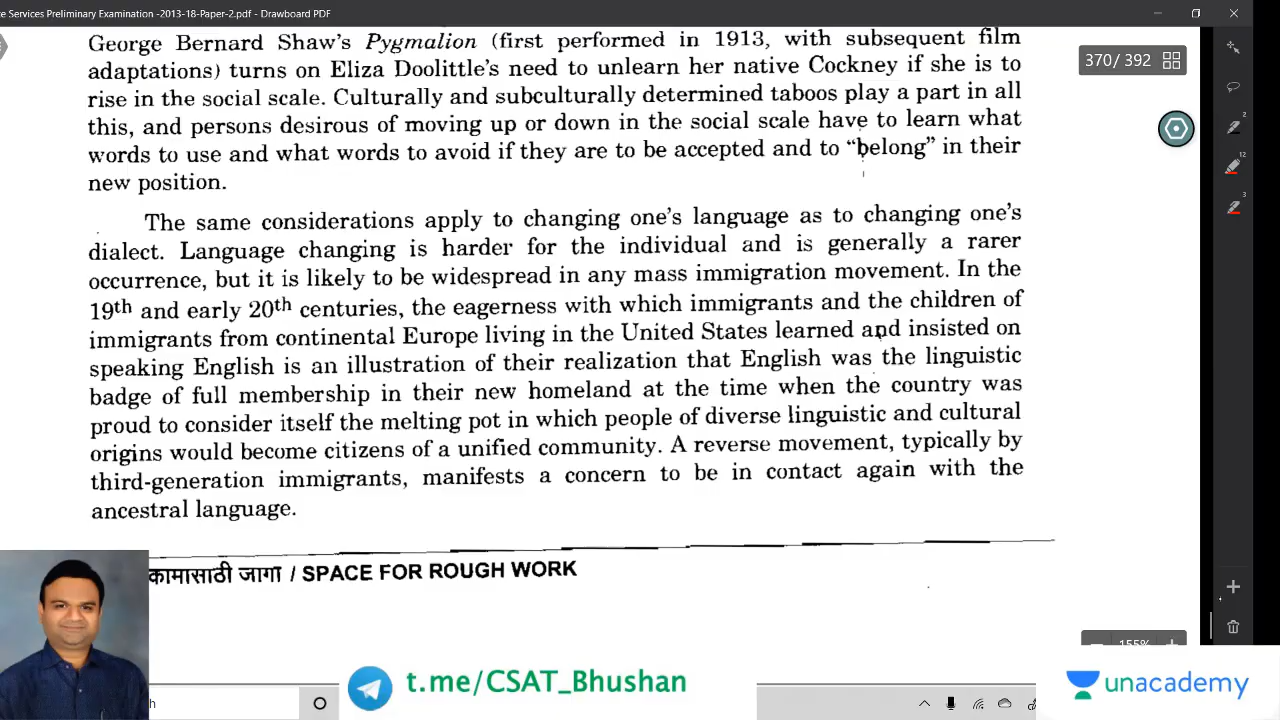 e Services Preliminary Examination -2013-18-Paper-2.pdf - Drawboard PDF
George Bernard Shaw's Pygmalion (first performed in 1913, with subsequent film
370/ 392
adaptations) turns on Eliza Doolittle's need to unlearn her native Cockney if she is to
rise in the social scale. Culturally and subculturally determined taboos play a part in all
this, and persons desirous of moving up or down in the social scale have to learn what
words to use and what words to avoid if they are to be accepted and to "belong" in their
new position.
The same considerations apply to changing one's language as to changing one's
dialect. Language changing is harder for the individual and is generally a rarer
occurrence, but it is likely to be widespread in any mass immigration movement. In the
19th and early 20th centuries, the eagerness with which immigrants and the children of
immigrants from continental Europe living in the United States learned and insisted on
speaking English is an illustration of their realization that English was the linguistic
badge of full membership in their new homeland at the time when the country was
proud to consider itself the melting pot in which people of diverse linguistic and cultural
origins would become citizens of a unified community. A reverse movement, typically by
third-generation immigrants, manifests a concern to be in contact again with the
ancestral language.
कामासाठी जागा / SPACE FOR ROUGH WORK
2
12
3
155%
t.me/CSAT_Bhushan
unacademy
h